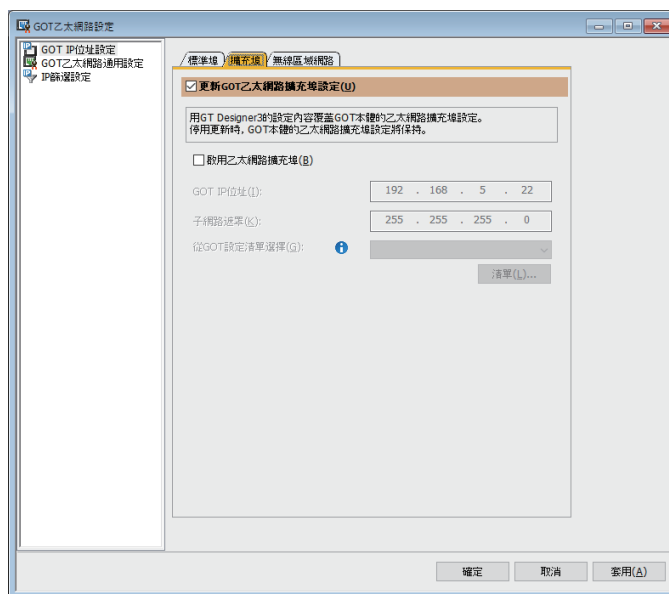 GOT乙太網路設定
GOT IP位址設定
GOT乙太網路通用設定
IP篩選設定
標準埠
擴充埠
無線區域網路
更新GOT乙太網路擴充埠設定(U)
用GT Designer3的設定內容覆蓋GOT本體的乙太網路擴充埠設定。
停用更新時，GOT本體的乙太網路擴充埠設定將保持。
啟用乙太網路擴充埠(B)
GOT IP位址(I):
192 . 168 . 5 . 22
子網路遮罩(K):
255 . 255 . 255 . 0
從GOT設定清單選擇(G):
清單(L)...
確定
取消
套用(A)